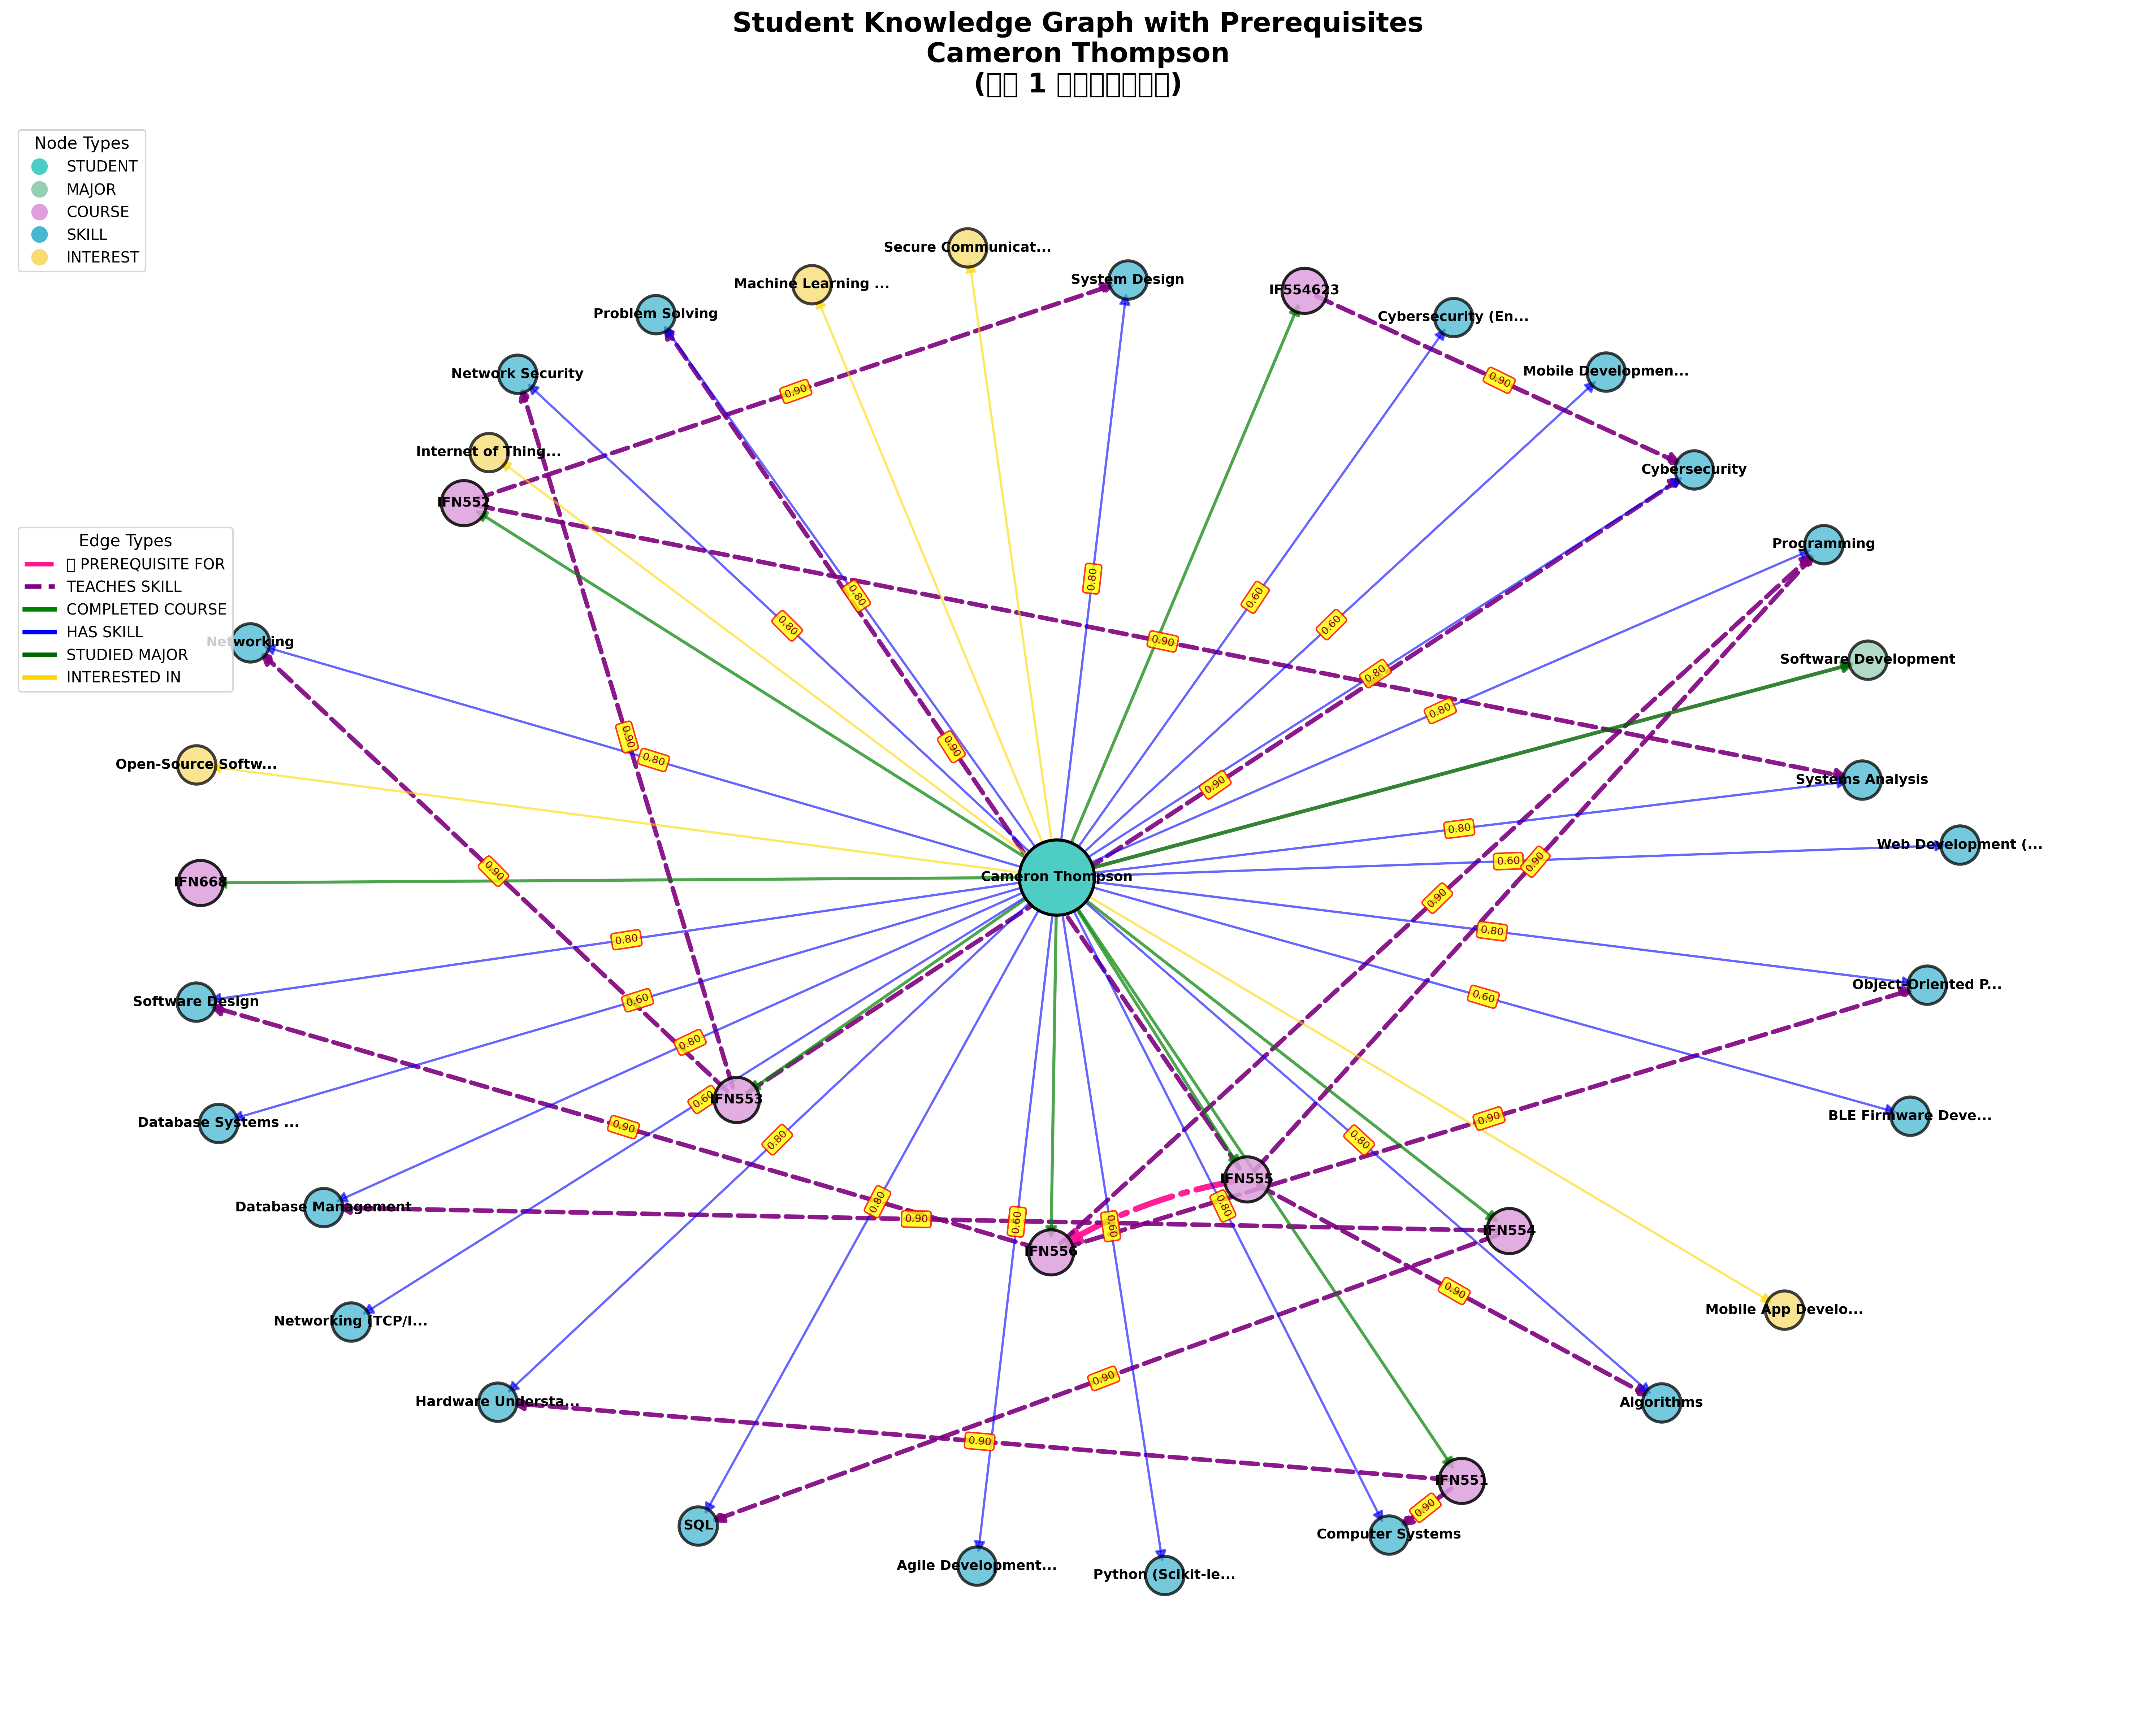 Student Knowledge Graph with Prerequisites
Cameron Thompson
(□□ 1 □□□□□□□)
Node Types
STUDENT
MAJOR
COURSE
SKILL
INTEREST
Edge Types
□ PREREQUISITE FOR
TEACHES SKILL
COMPLETED COURSE
HAS SKILL
STUDIED MAJOR
INTERESTED IN
Secure Communicat...
System Design
Machine Learning ...
IF554623
Problem Solving
Cybersecurity (En...
Network Security
Mobile Developmen...
0.90
0.90
Internet of Thing...
Cybersecurity
IFN552
Programming
0.80
0.80
0.60
0.80
0.60
Networking
0.90
Software Development
0.80
0.80
0.90
0.90
0.80
Open-Source Softw...
Systems Analysis
0.90
0.80
Web Development (...
0.60
0.90
0.90
IFN668
Cameron Thompson
0.90
0.80
0.80
Object Oriented P...
0.60
0.60
Software Design
0.80
0.60
IFN553
Database Systems ...
0.90
0.90
BLE Firmware Deve...
0.80
0.80
IFN555
0.80
0.80
Database Management
0.90
0.60
0.60
IFN554
IFN556
0.90
Networking (TCP/I...
Mobile App Develo...
0.90
Hardware Understa...
Algorithms
0.90
IFN551
0.90
SQL
Computer Systems
Agile Development...
Python (Scikit-le...